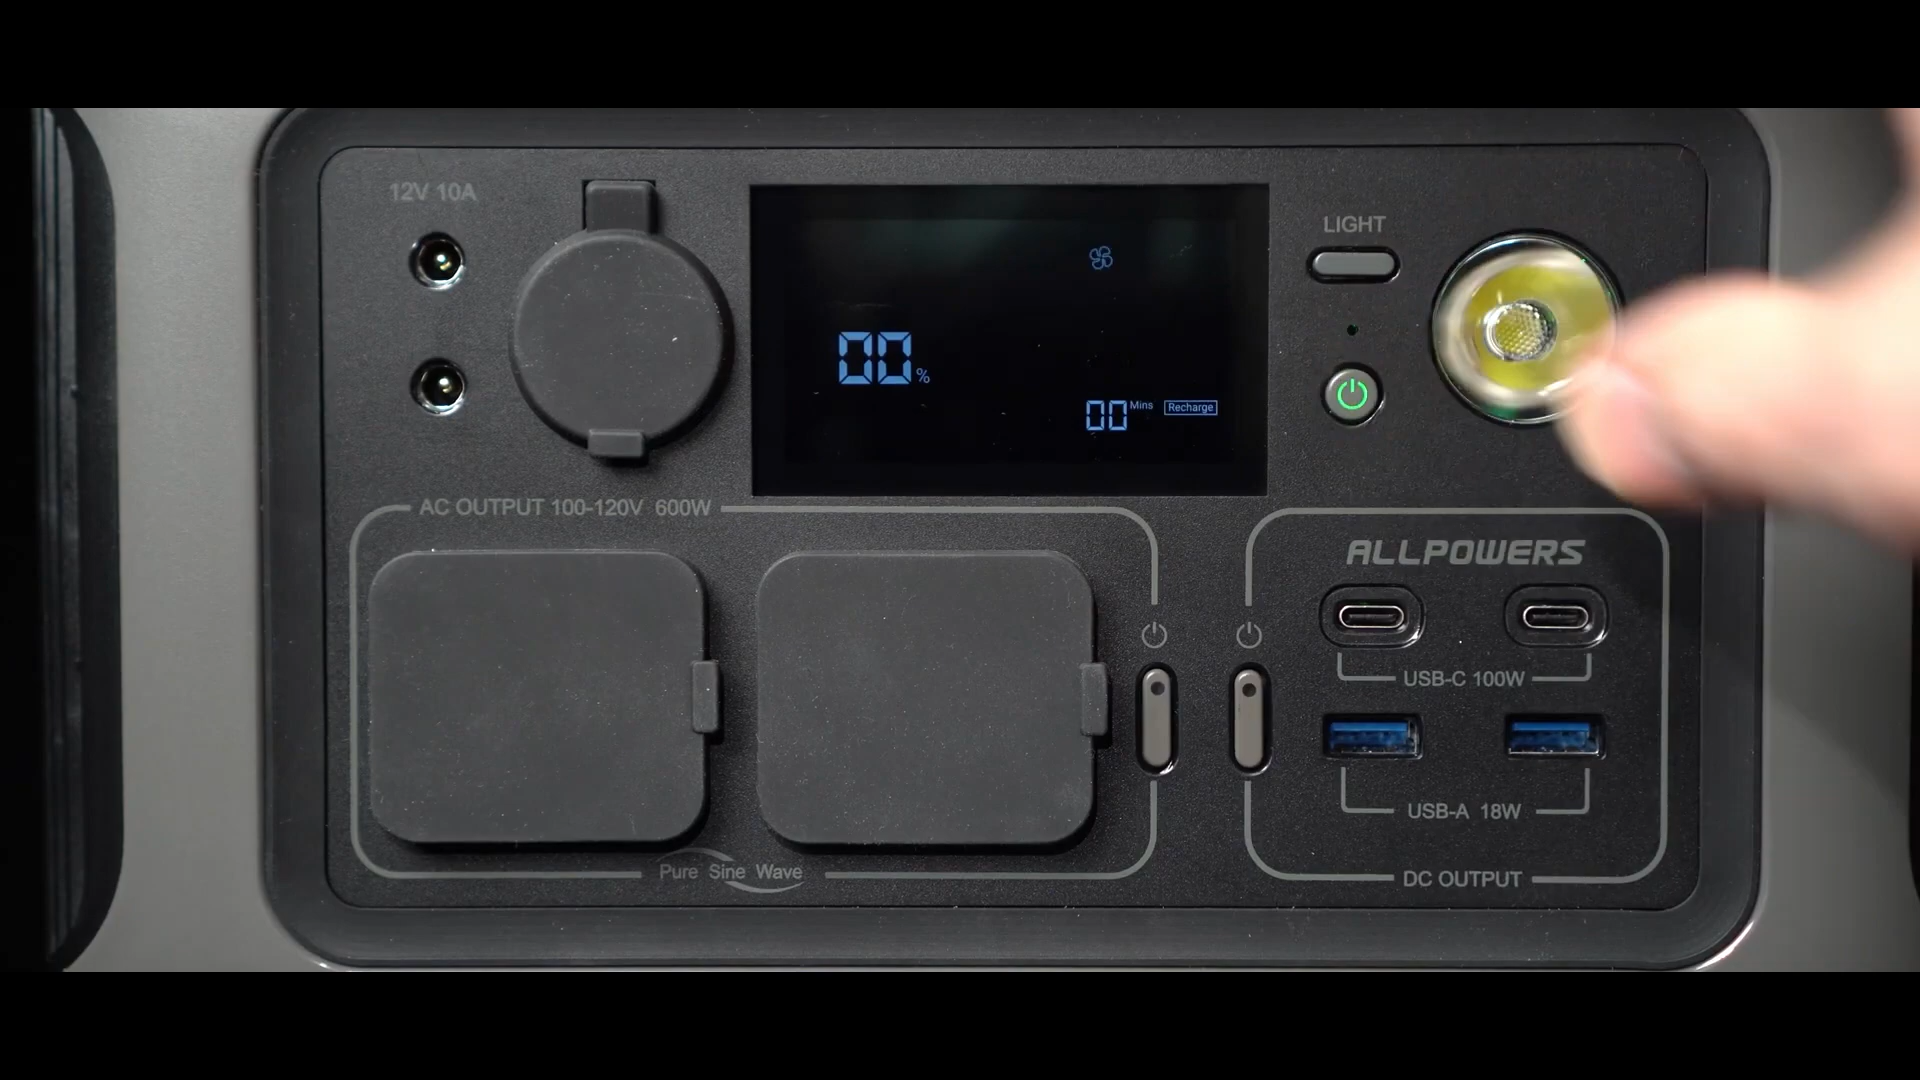 12V 10A
LIGHT
00%
00 Mins Recharge
AC OUTPUT 100-120V 600W
ALLPOWERS
USB-C 100W
USB-A 18W
Pure Sine Wave
DC OUTPUT